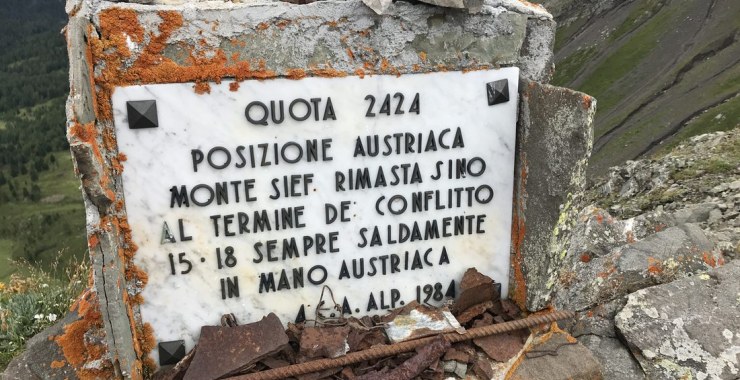 QUOTA 2424
POSIZIONE AUSTRIACA
MONTE SIEF. RIMASTA SINO
AL TERMINE DE' CONFLITTO
15·18 SEMPRE SALDAMENTE
IN MANO AUSTRIACA
A. ALP. 1984